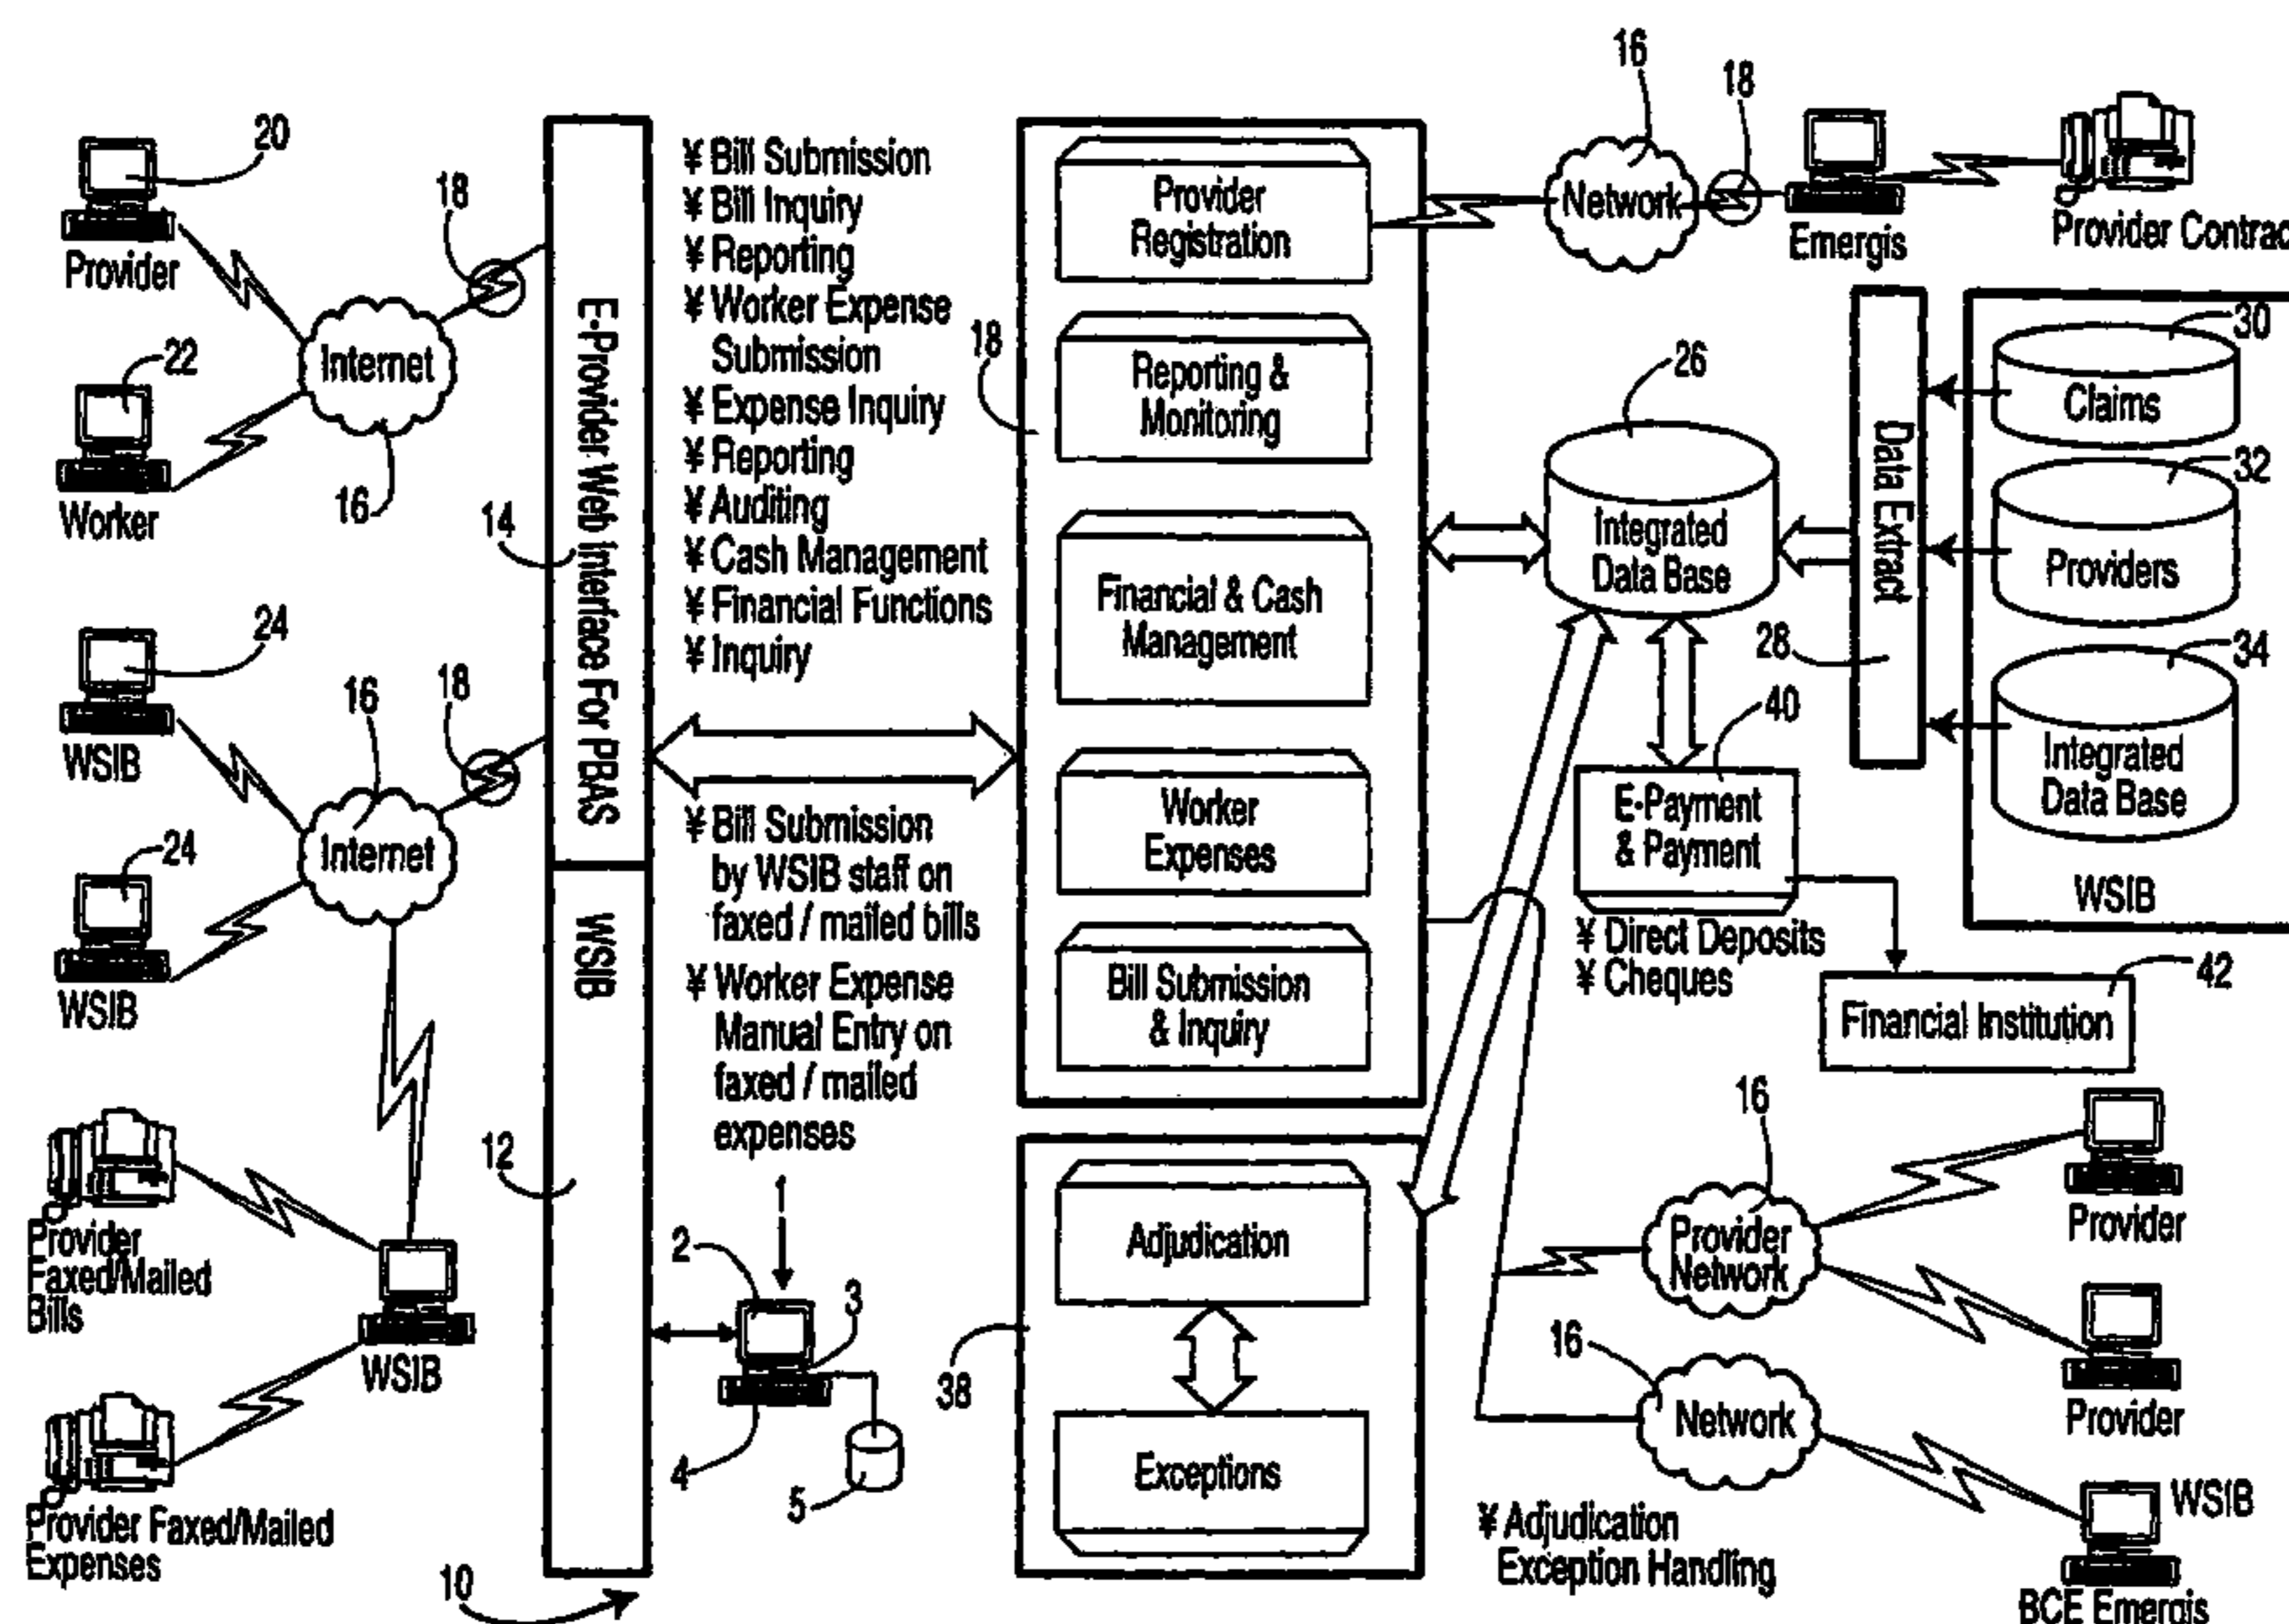 20
Provider
22
Worker
18
Internet
16
24
WSIB
24
WSIB
16
18
Internet
Provider
Faxed/Mailed
Bills
WSIB
Provider Faxed/Mailed
Expenses
10
14
E-Provider Web Interface For PBAS
12
WSIB
¥ Bill Submission
¥ Bill Inquiry
¥ Reporting
¥ Worker Expense
Submission
¥ Expense Inquiry
¥ Reporting
¥ Auditing
¥ Cash Management
¥ Financial Functions
¥ Inquiry
¥ Bill Submission
by WSIB staff on
faxed / mailed bills
¥ Worker Expense
Manual Entry on
faxed / mailed
expenses
1
2
3
4
5
18
Provider
Registration
Reporting &
Monitoring
Financial & Cash
Management
Worker
Expenses
Bill Submission
& Inquiry
38
Adjudication
Exceptions
16
Network
18
Emergis
Provider Contrac
26
Integrated
Data Base
28
Data Extract
30
Claims
32
Providers
34
Integrated
Data Base
WSIB
40
E-Payment
& Payment
¥ Direct Deposits
¥ Cheques
42
Financial Institution
16
Provider
Network
Provider
Provider
16
Network
¥ Adjudication
Exception Handling
WSIB
BCE Emergis